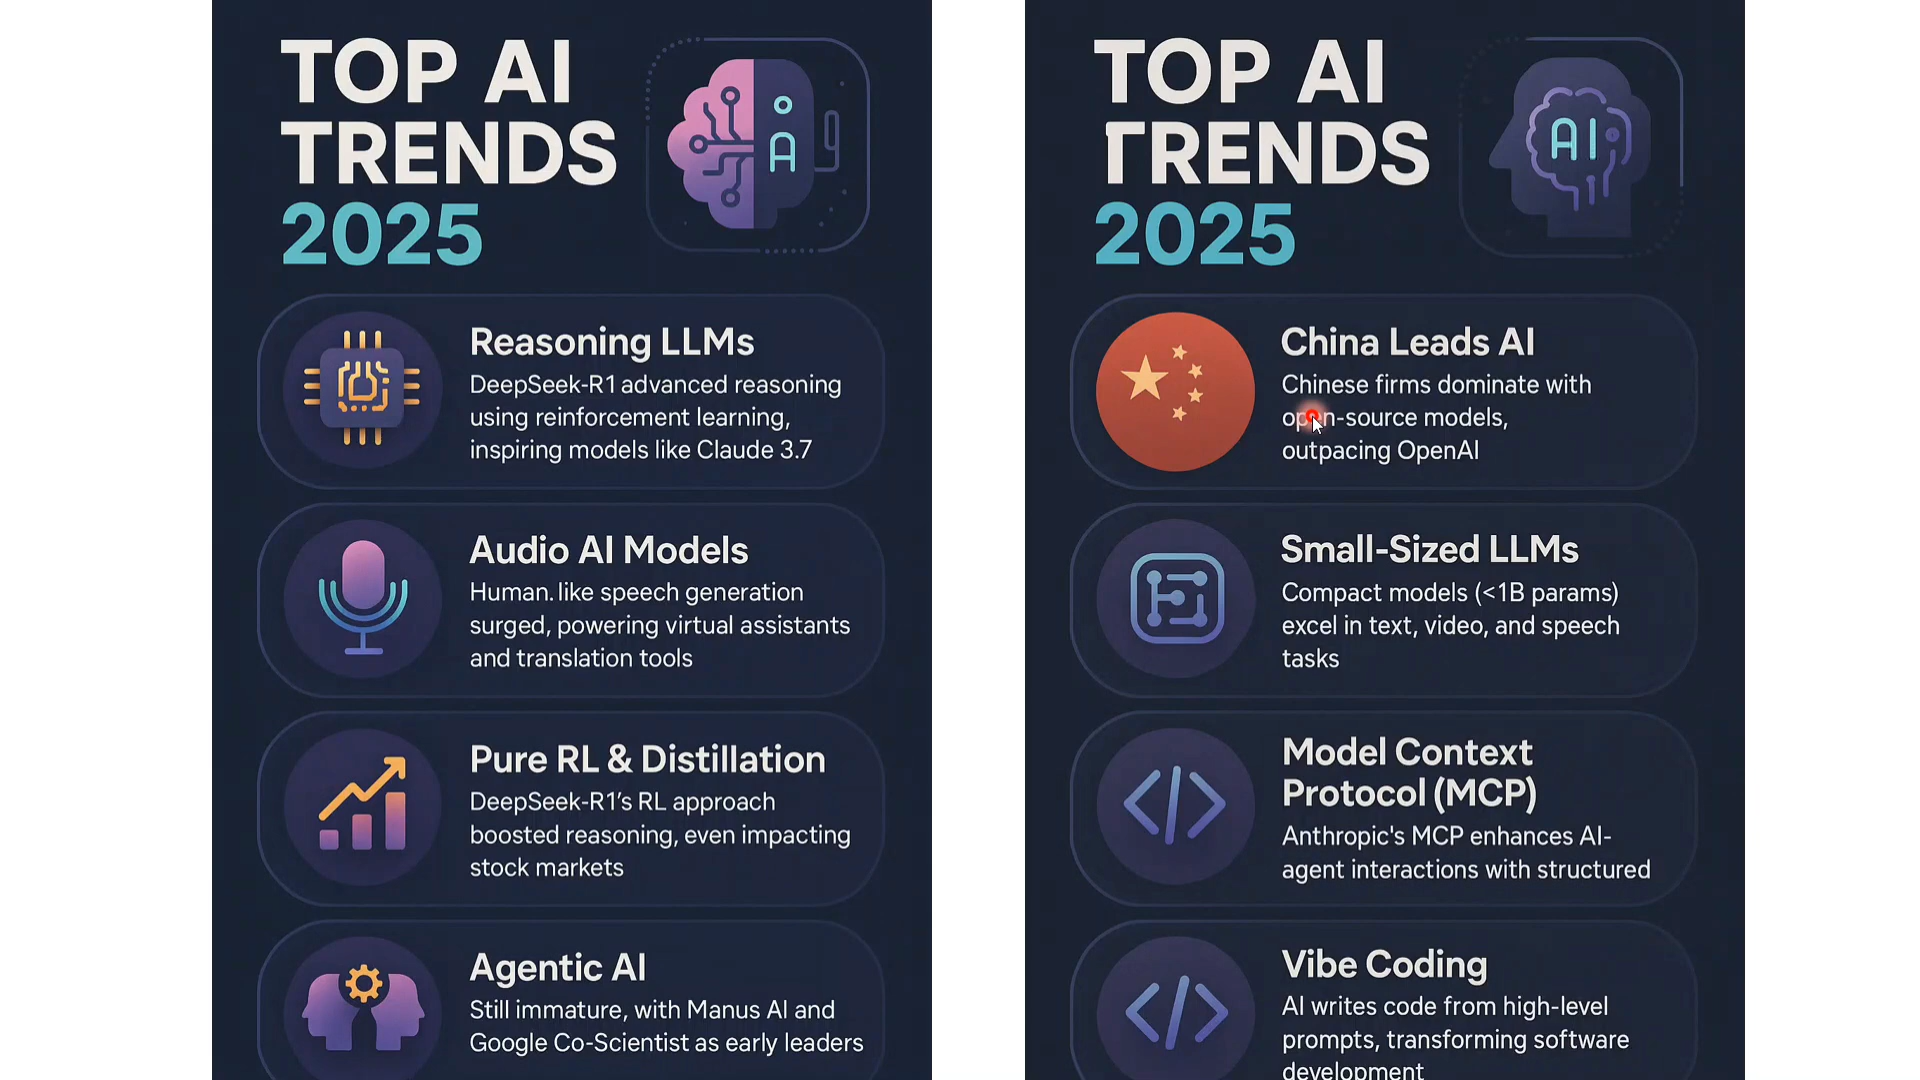 TOP AI
TRENDS
2025
A
Reasoning LLMs
DeepSeek-R1 advanced reasoning
using reinforcement learning,
inspiring models like Claude 3.7
Audio AI Models
Human. like speech generation
surged, powering virtual assistants
and translation tools
Pure RL & Distillation
DeepSeek-R1's RL approach
boosted reasoning, even impacting
stock markets
Agentic AI
Still immature, with Manus AI and
Google Co-Scientist as early leaders
TOP AI
TRENDS
2025
AI
China Leads AI
Chinese firms dominate with
open-source models,
outpacing OpenAI
Small-Sized LLMs
Compact models (<1B params)
excel in text, video, and speech
tasks
Model Context
Protocol (MCP)
Anthropic's MCP enhances AI-
agent interactions with structured
Vibe Coding
AI writes code from high-level
prompts, transforming software
development